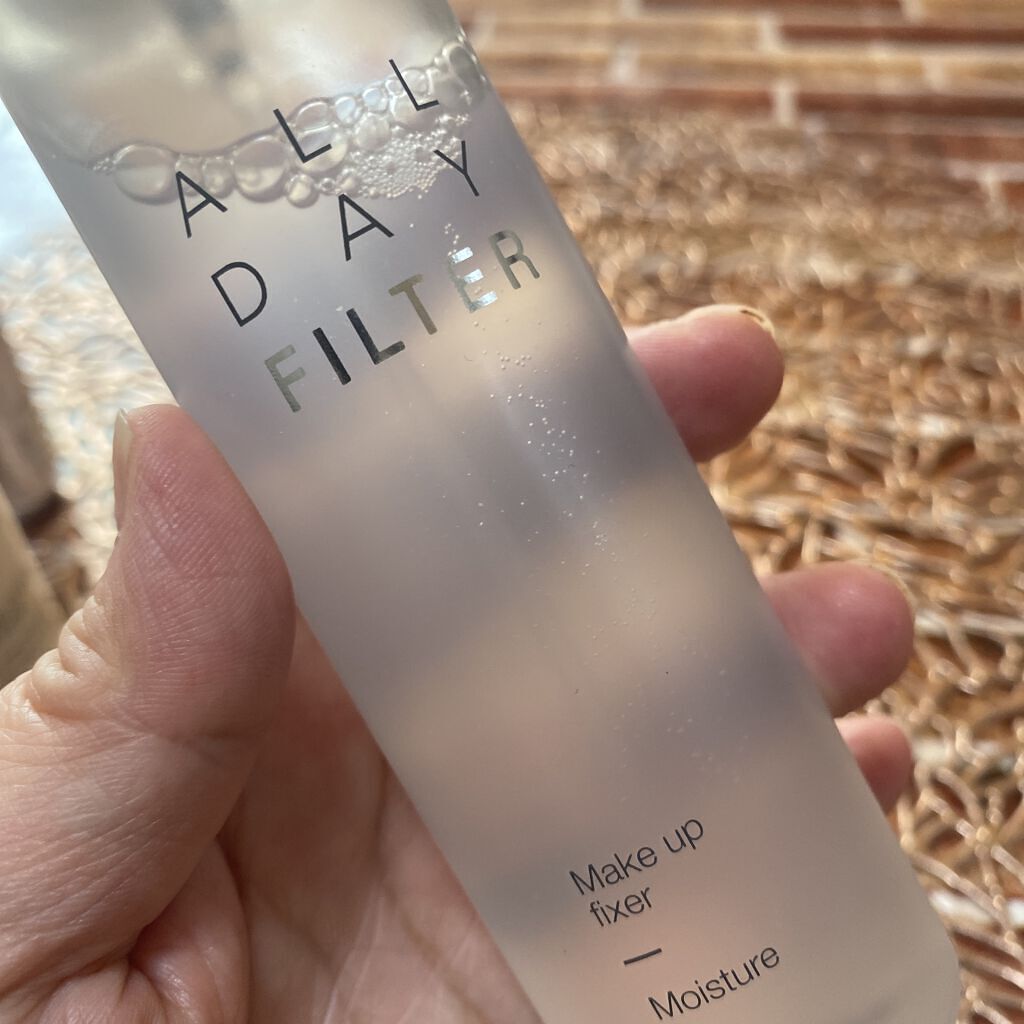 ALL
DAY
FILTER
Make up
fixer
—
Moisture